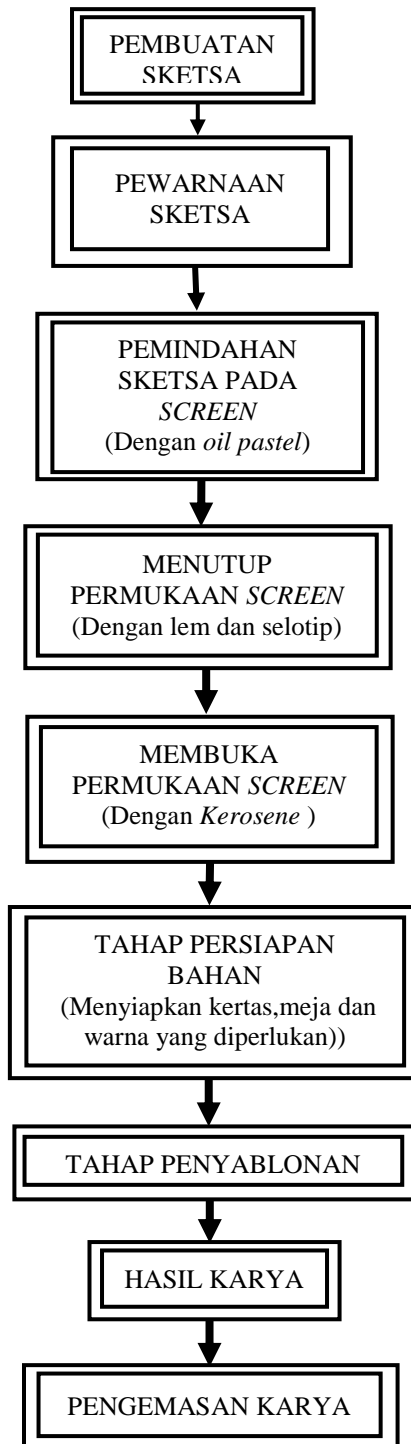 PEMBUATAN
SKETSA
PEWARNAAN
SKETSA
PEMINDAHAN
SKETSA PADA
SCREEN
(Dengan oil pastel)
MENUTUP
PERMUKAAN SCREEN
(Dengan lem dan selotip)
MEMBUKA
PERMUKAAN SCREEN
(Dengan Kerosene )
TAHAP PERSIAPAN
BAHAN
(Menyiapkan kertas,meja dan
warna yang diperlukan))
TAHAP PENYABLONAN
HASIL KARYA
PENGEMASAN KARYA